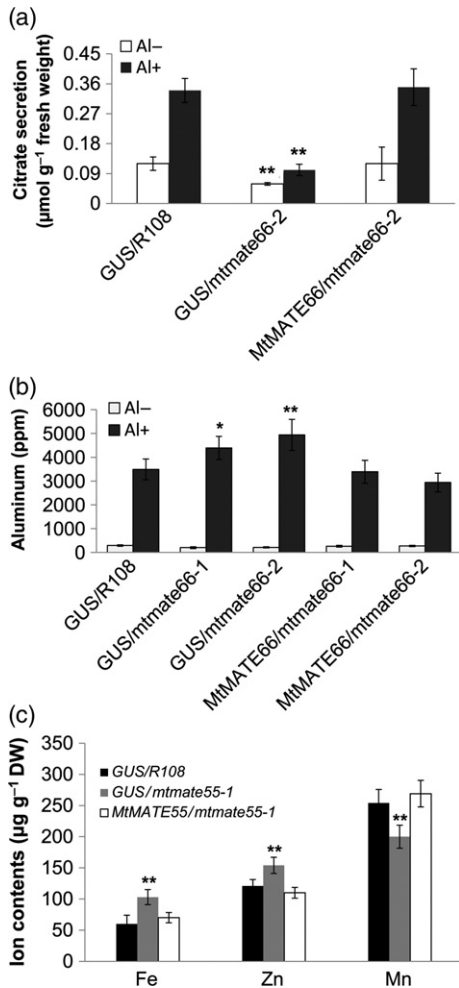 (a)
Al–
Al+
Citrate secretion
(µmol g⁻¹ fresh weight)
0.45
0.36
0.27
0.18
0.09
0
**
**
GUS/R108
GUS/mtmate66-2
MtMATE66/mtmate66-2
(b)
Al–
Al+
Aluminum (ppm)
6000
5000
4000
3000
2000
1000
0
*
**
GUS/R108
GUS/mtmate66-1
GUS/mtmate66-2
MtMATE66/mtmate66-1
MtMATE66/mtmate66-2
(c)
Ion contents (µg g⁻¹ DW)
350
300
250
200
150
100
50
0
GUS/R108
GUS/mtmate55-1
MtMATE55/mtmate55-1
**
**
**
Fe
Zn
Mn